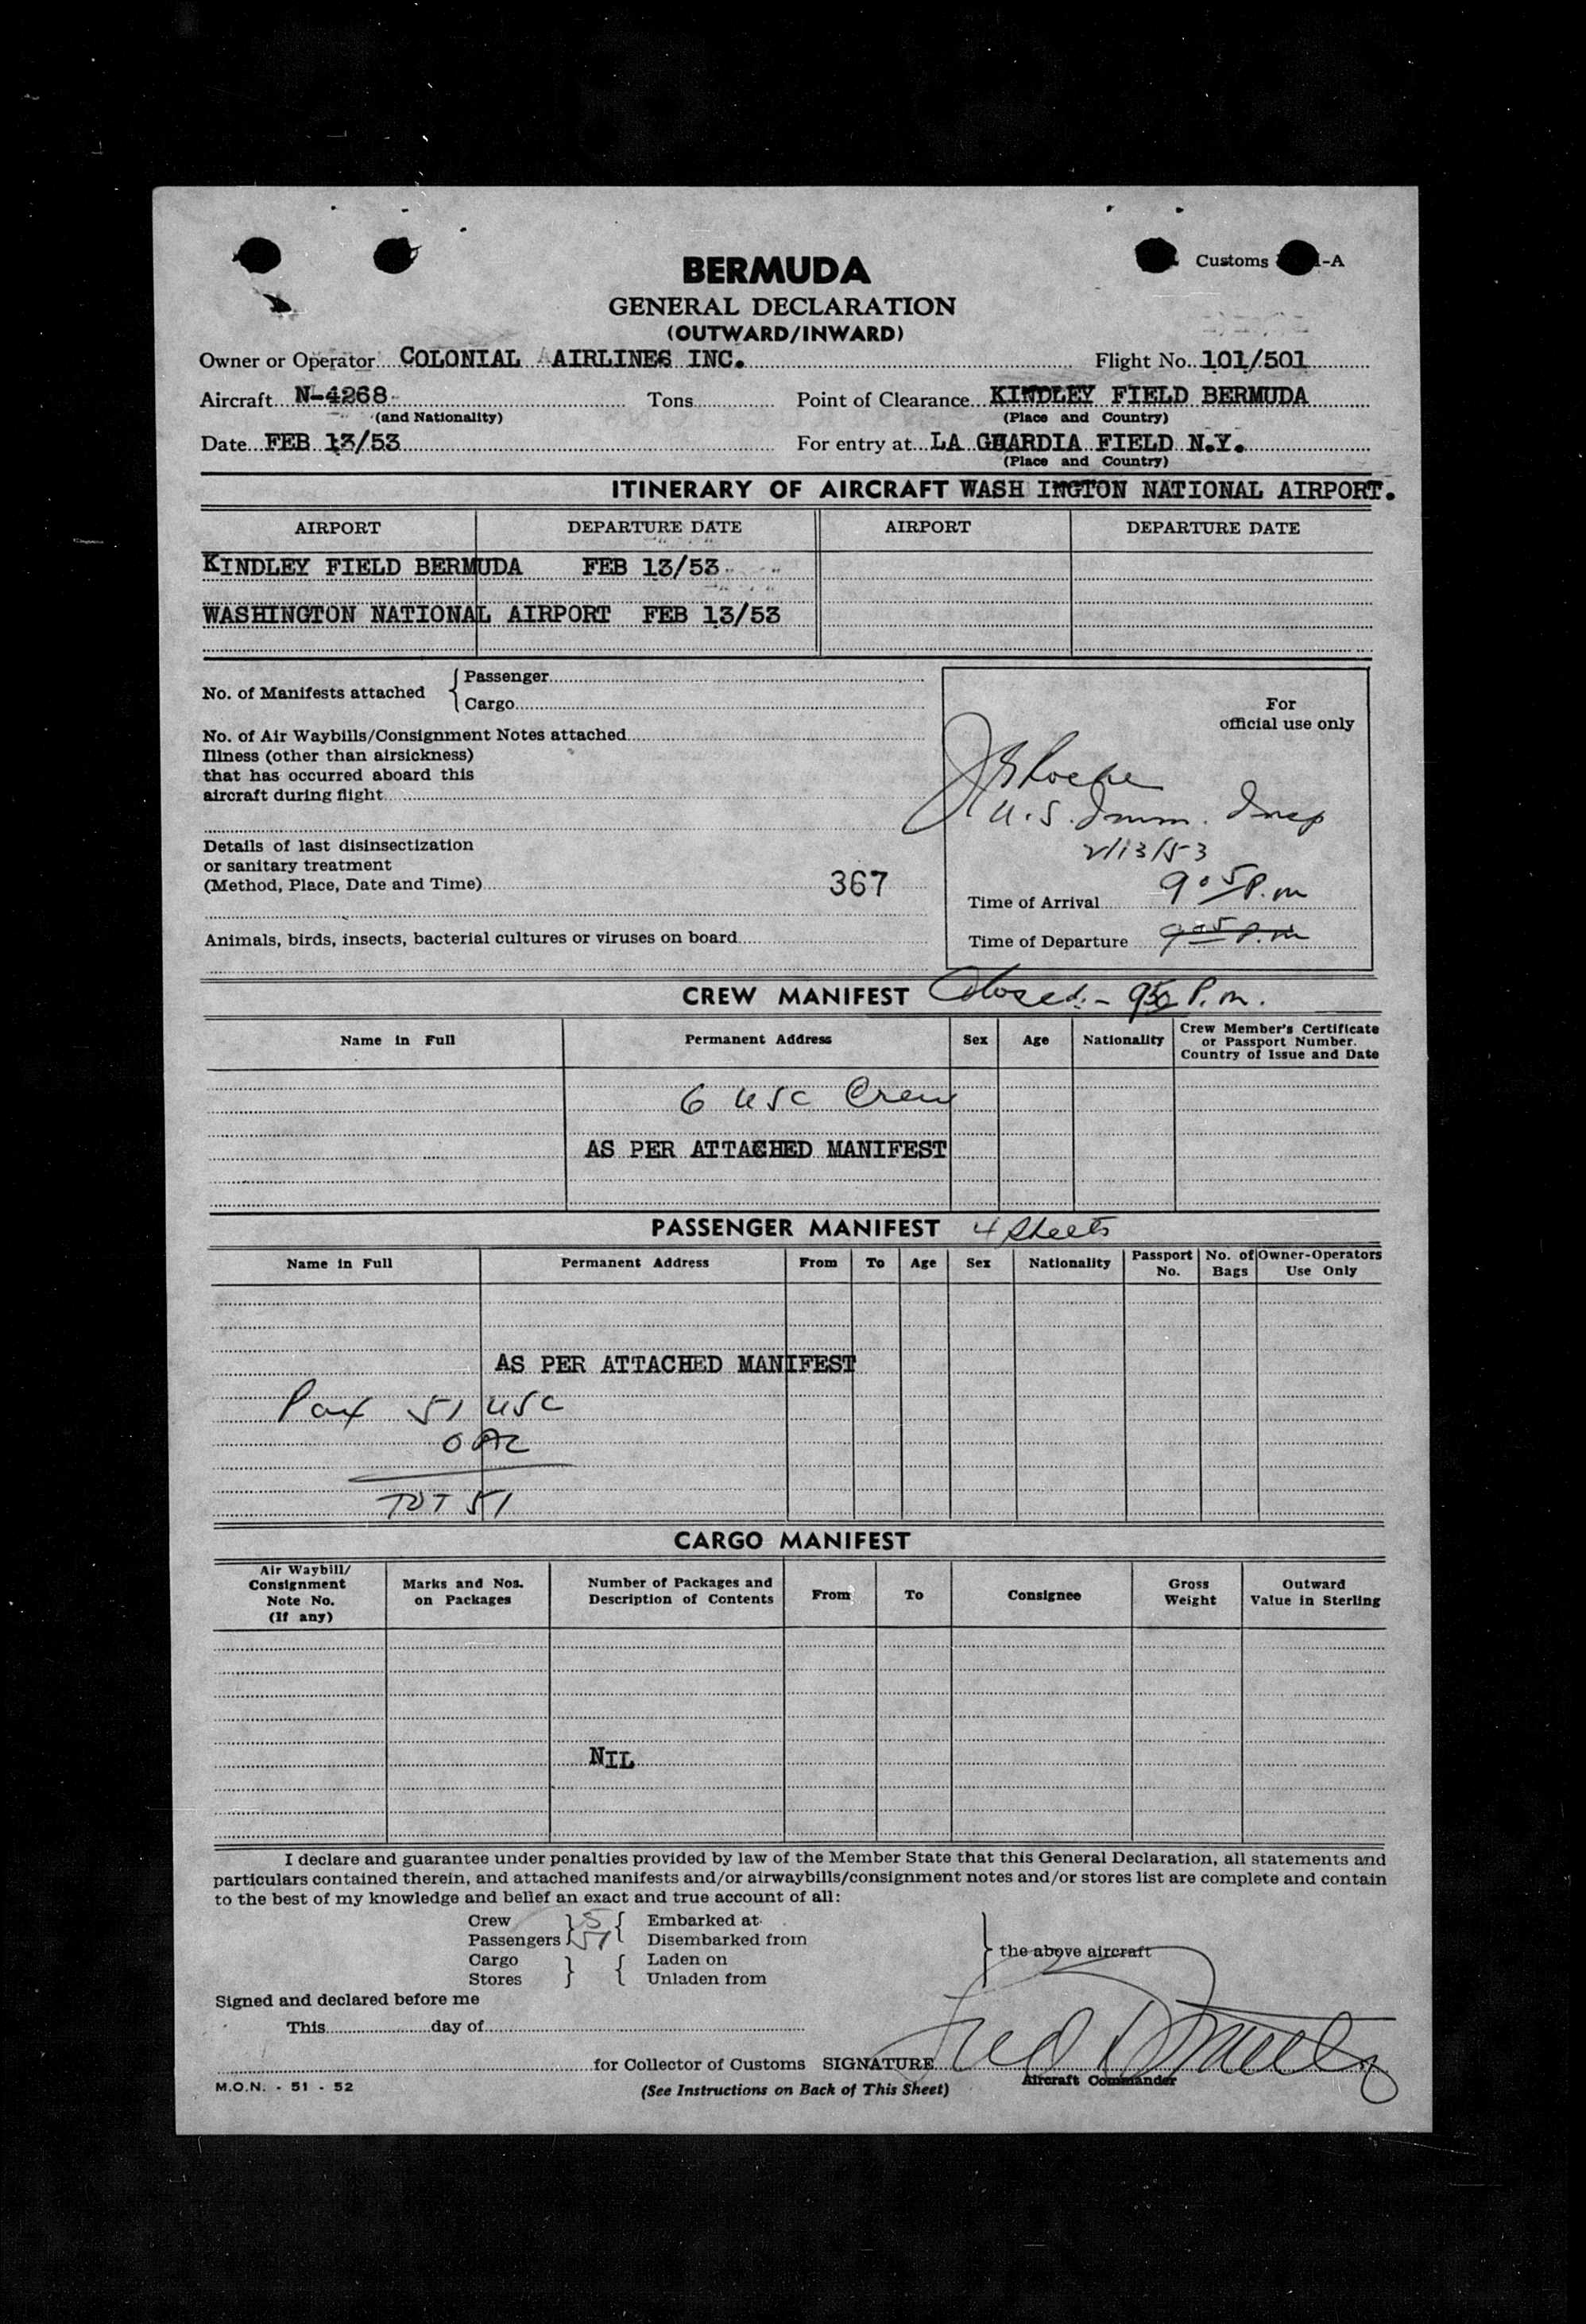 Customs -A
BERMUDA
GENERAL DECLARATION
(OUTWARD/INWARD)
Owner or Operator COLONIAL AIRLINES INC. Flight No. 101/501
Aircraft N-4268 Tons Point of Clearance KINDLEY FIELD BERMUDA
(and Nationality) (Place and Country)
Date FEB 13/53 For entry at LA GUARDIA FIELD N.Y.
(Place and Country)
ITINERARY OF AIRCRAFT WASH INGTON NATIONAL AIRPORT.
AIRPORT DEPARTURE DATE AIRPORT DEPARTURE DATE
KINDLEY FIELD BERMUDA FEB 13/53
WASHINGTON NATIONAL AIRPORT FEB 13/53
No. of Manifests attached { Passenger
Cargo
For
official use only
No. of Air Waybills/Consignment Notes attached
Illness (other than airsickness)
that has occurred aboard this
aircraft during flight
U.S. Imm. Insp
2/13/53
Details of last disinsectization
or sanitary treatment
(Method, Place, Date and Time) 367
Time of Arrival 9 05 P.m
Animals, birds, insects, bacterial cultures or viruses on board
Time of Departure 9 05 P.m
CREW MANIFEST Closed - 9 50 P.m.
Name in Full Permanent Address Sex Age Nationality Crew Member's Certificate
or Passport Number.
Country of Issue and Date
6 USC Crew
AS PER ATTACHED MANIFEST
PASSENGER MANIFEST 4 sheets
Name in Full Permanent Address From To Age Sex Nationality Passport No. No. of Bags Owner-Operators Use Only
AS PER ATTACHED MANIFEST
Pax 51 USC
0
TOT 51
CARGO MANIFEST
Air Waybill/
Consignment
Note No.
(If any)
Marks and Nos.
on Packages
Number of Packages and
Description of Contents
From To Consignee
Gross
Weight
Outward
Value in Sterling
NIL
I declare and guarantee under penalties provided by law of the Member State that this General Declaration, all statements and
particulars contained therein, and attached manifests and/or airwaybills/consignment notes and/or stores list are complete and contain
to the best of my knowledge and belief an exact and true account of all:
Crew } 5 { Embarked at
Passengers } 51 { Disembarked from
Cargo } { Laden on
Stores } { Unladen from
} the above aircraft
Signed and declared before me
This day of
for Collector of Customs SIGNATURE
Aircraft Commander
M.O.N. - 51 - 52
(See Instructions on Back of This Sheet)